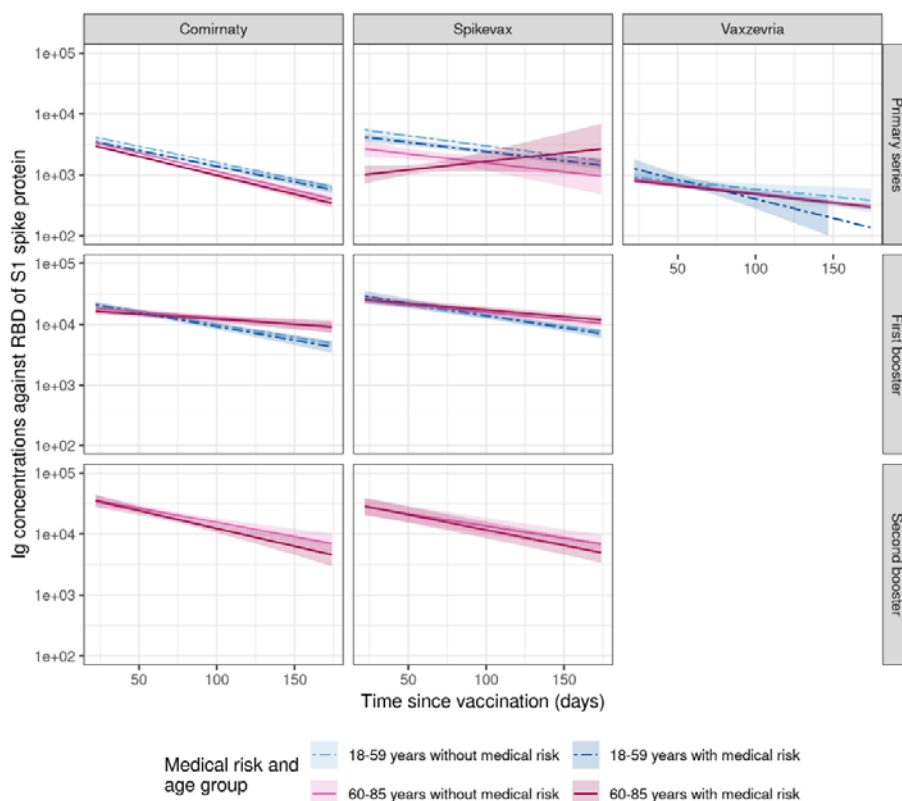 Comirnaty Spikevax Vaxzevria
Ig concentrations against RBD of S1 spike protein
1e+05
1e+04
1e+03
1e+02
Primary series
50 100 150
1e+05
1e+04
1e+03
1e+02
First booster
1e+05
1e+04
1e+03
1e+02
Second booster
50 100 150 50 100 150
Time since vaccination (days)
Medical risk and
age group
18-59 years without medical risk 18-59 years with medical risk
60-85 years without medical risk 60-85 years with medical risk